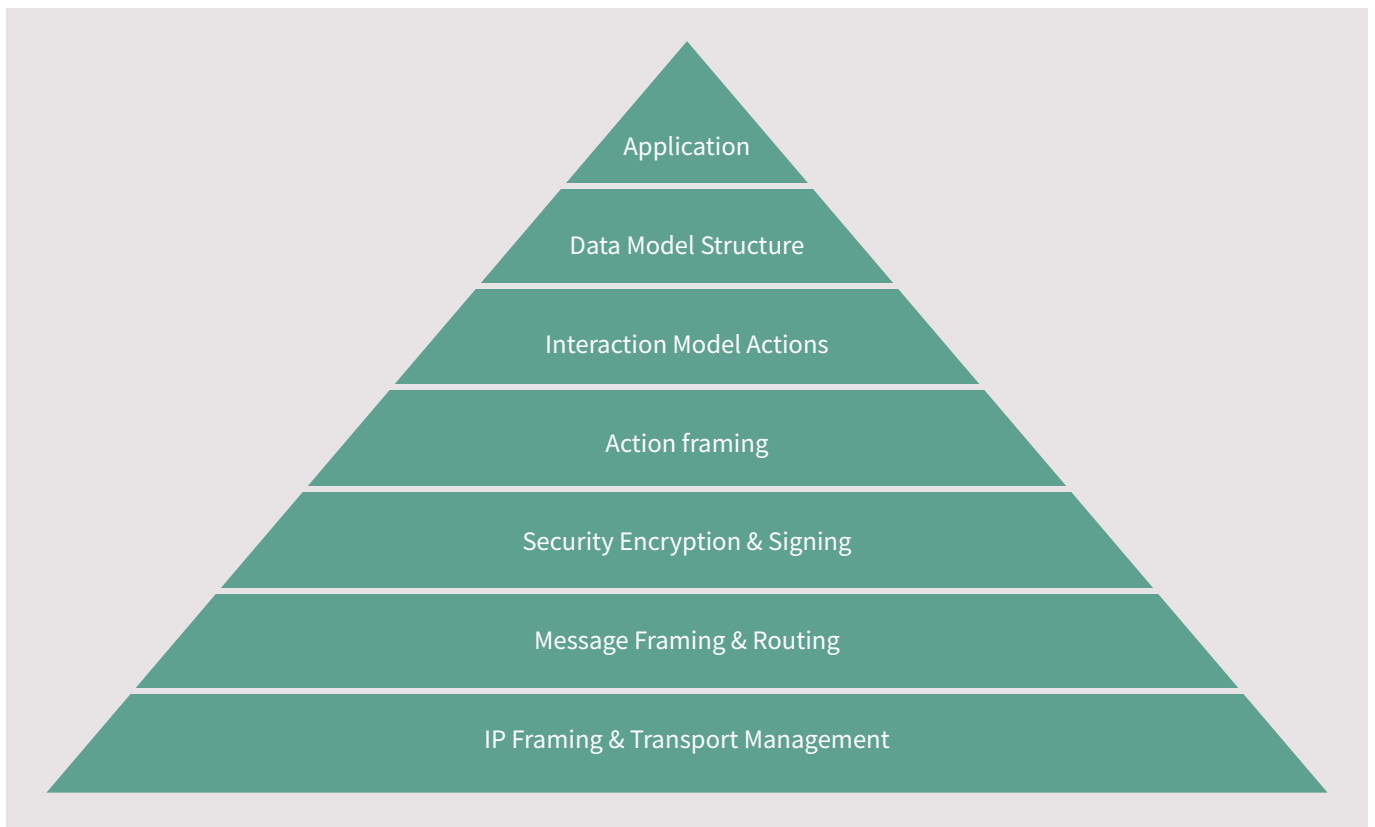 Application
Data Model Structure
Interaction Model Actions
Action framing
Security Encryption & Signing
Message Framing & Routing
IP Framing & Transport Management